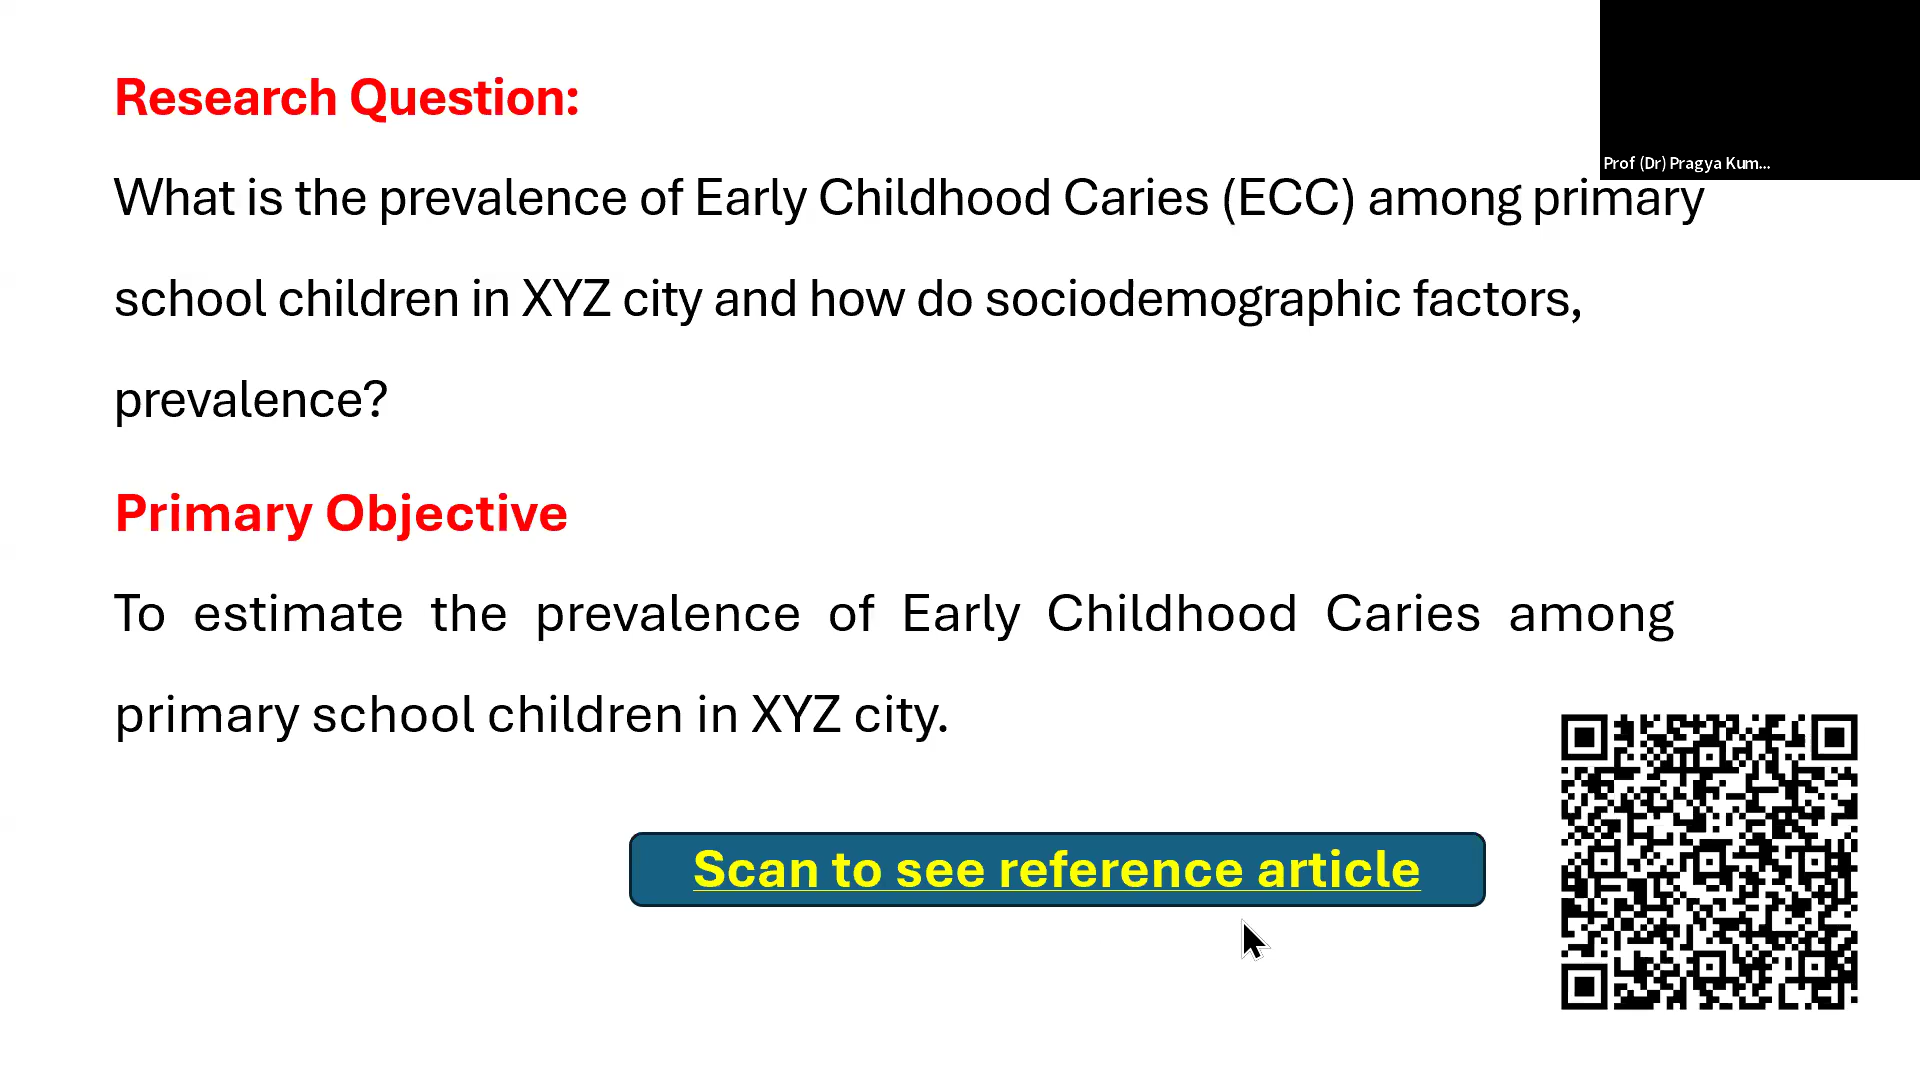 Research Question:
Prof (Dr) Pragya Kum...
What is the prevalence of Early Childhood Caries (ECC) among primary
school children in XYZ city and how do sociodemographic factors,
prevalence?
Primary Objective
To estimate the prevalence of Early Childhood Caries among
primary school children in XYZ city.
Scan to see reference article